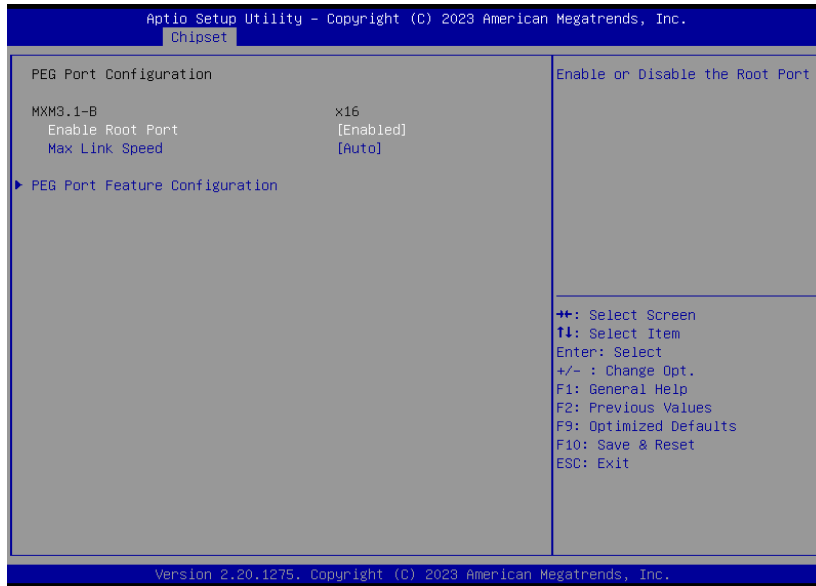 Aptio Setup Utility – Copyright (C) 2023 American Megatrends, Inc.
Chipset
PEG Port Configuration
MXM3.1-B x16
Enable Root Port [Enabled]
Max Link Speed [Auto]
PEG Port Feature Configuration
Enable or Disable the Root Port
→←: Select Screen
↑↓: Select Item
Enter: Select
+/- : Change Opt.
F1: General Help
F2: Previous Values
F9: Optimized Defaults
F10: Save & Reset
ESC: Exit
Version 2.20.1275. Copyright (C) 2023 American Megatrends, Inc.